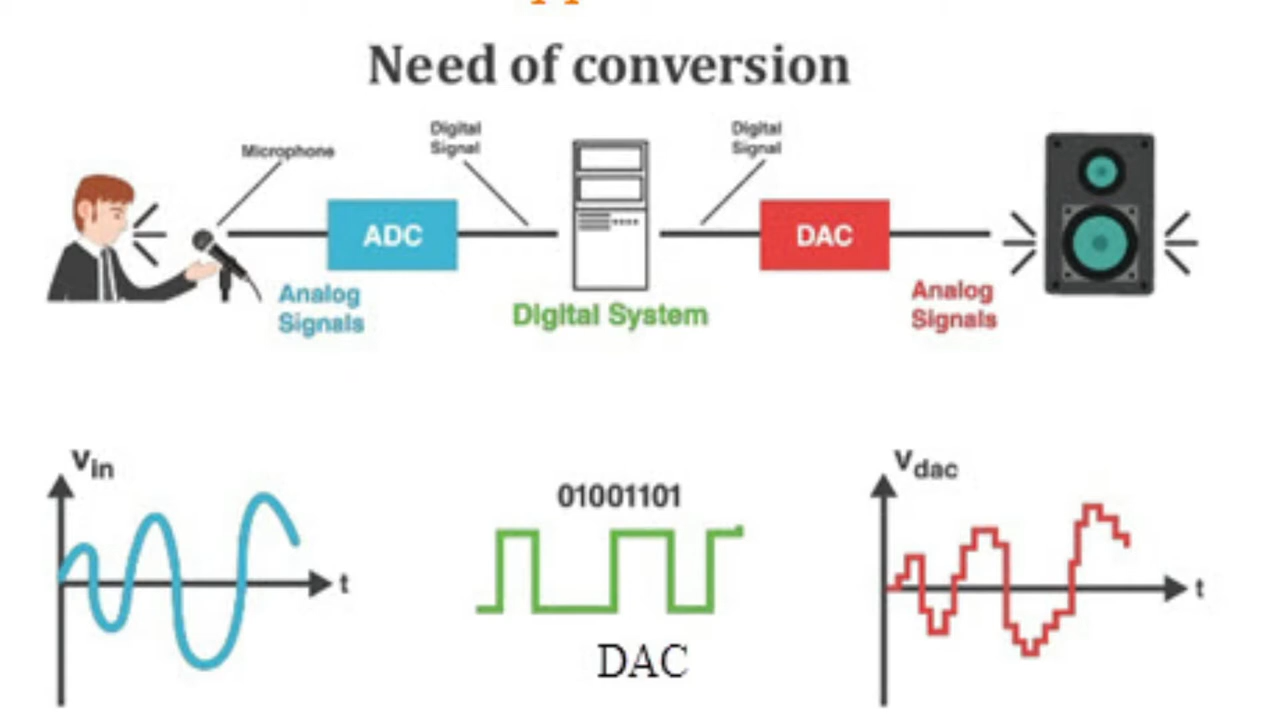 Need of conversion
Microphone
Digital
Signal
Digital
Signal
ADC
DAC
Analog
Signals
Digital System
Analog
Signals
Vin
t
01001101
DAC
Vdac
t